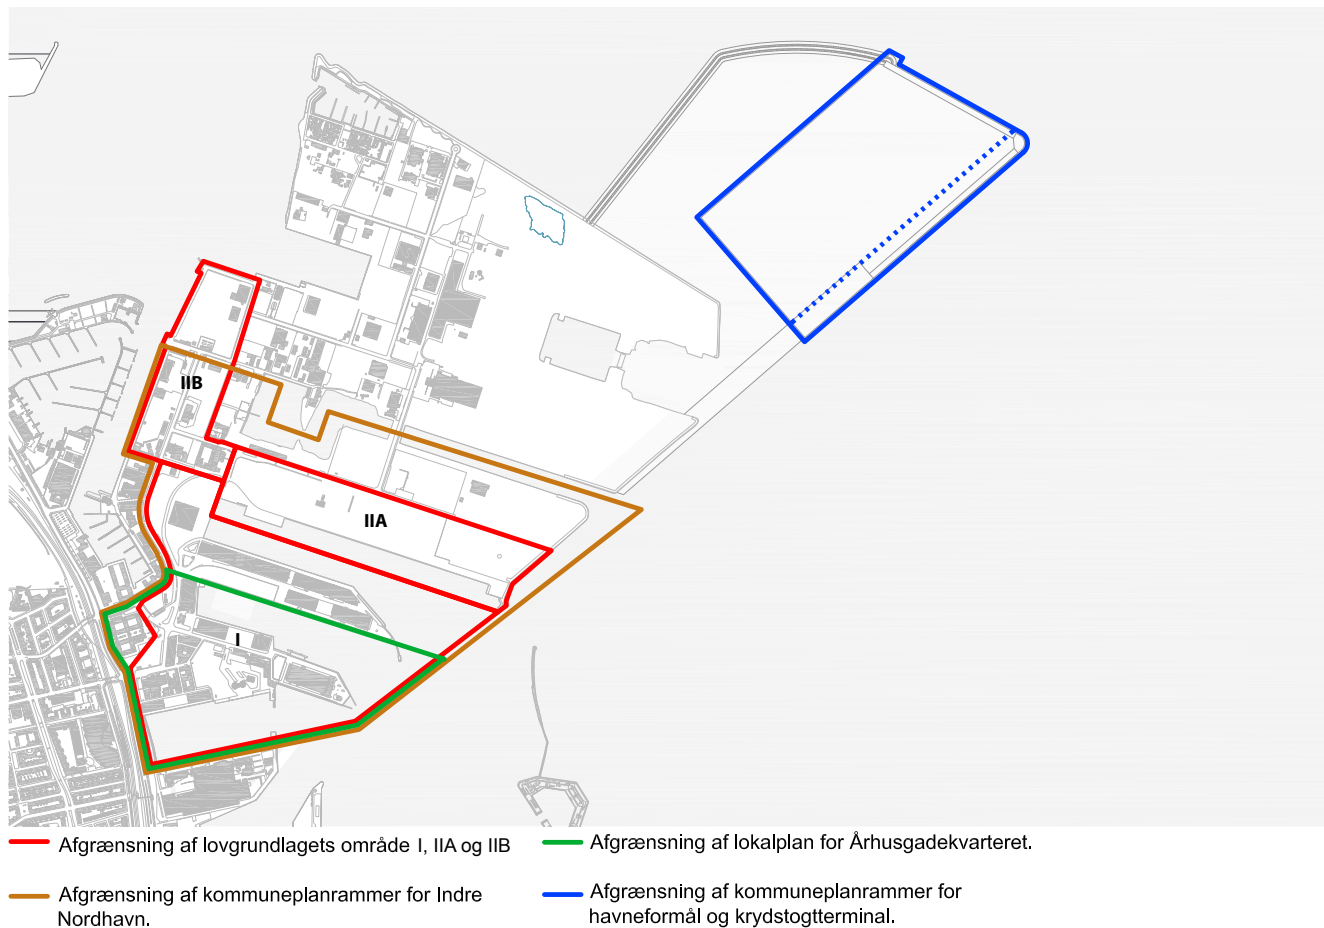 IIB
IIA
I
Afgrænsning af lovgrundlagets område I, IIA og IIB
Afgrænsning af kommuneplanrammer for Indre
Nordhavn.
Afgrænsning af lokalplan for Århusgadekvarteret.
Afgrænsning af kommuneplanrammer for
havneformål og krydstogtterminal.